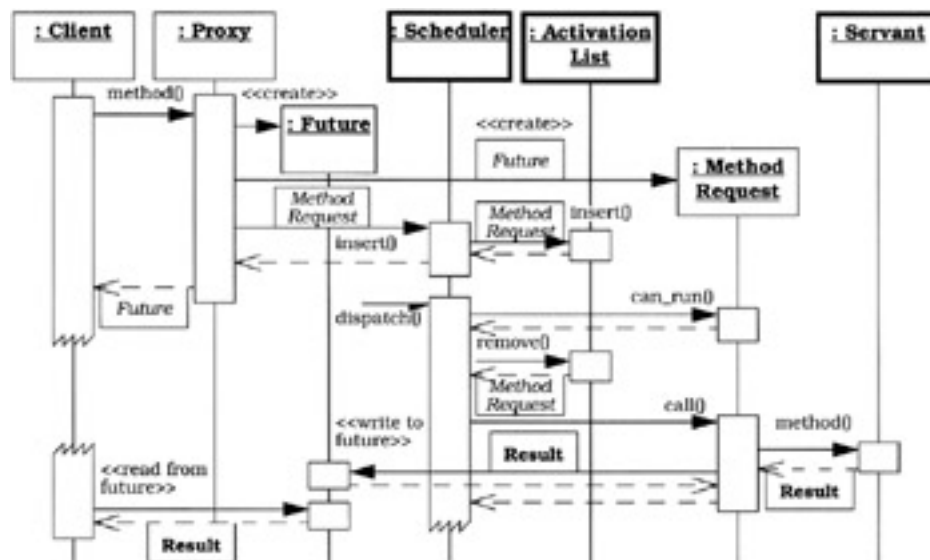 : Client
: Proxy
: Scheduler
: Activation
List
: Servant
method()
<<create>>
: Future
<<create>>
Future
: Method
Request
Method
Request
insert()
Method
Request
insert()
Future
dispatch()
can_run()
remove()
Method
Request
call()
<<write to
future>>
method()
Result
Result
<<read from
future>>
Result